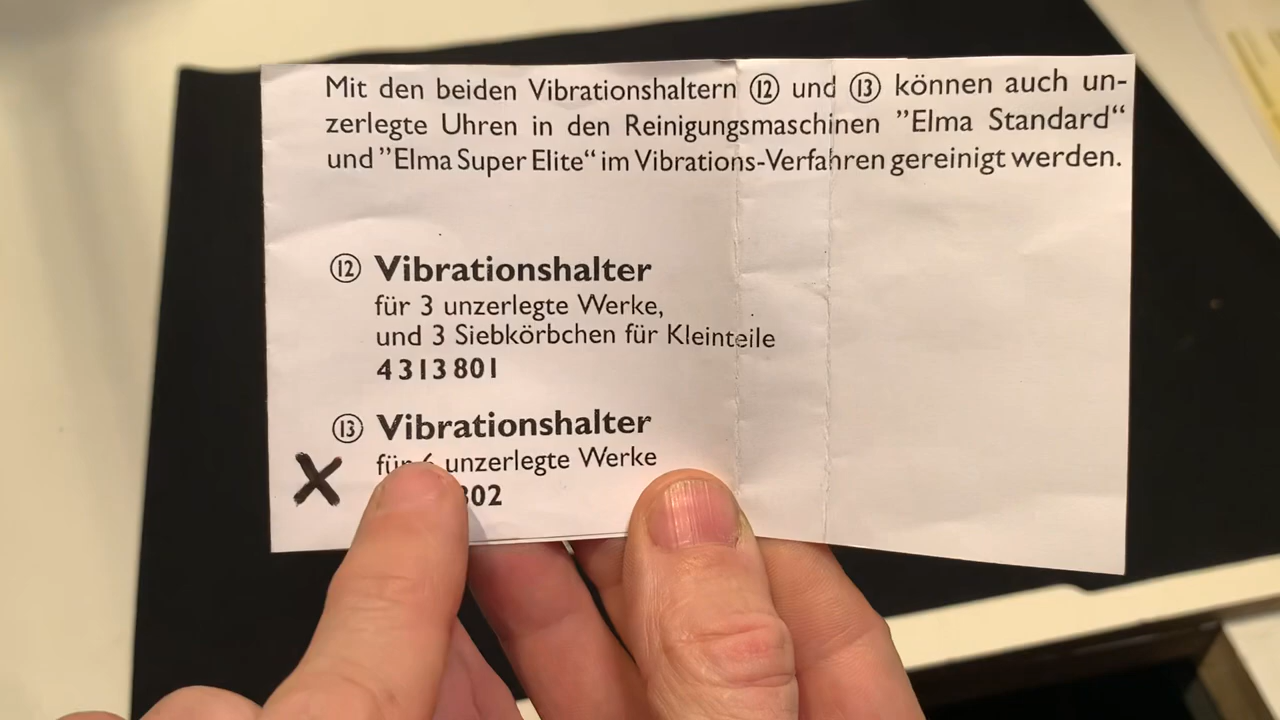 Mit den beiden Vibrationshaltern ⑫ und ⑬ können auch un-
zerlegte Uhren in den Reinigungsmaschinen ”Elma Standard“
und ”Elma Super Elite“ im Vibrations-Verfahren gereinigt werden.
⑫ Vibrationshalter
für 3 unzerlegte Werke,
und 3 Siebkörbchen für Kleinteile
4313801
⑬ Vibrationshalter
für 6 unzerlegte Werke